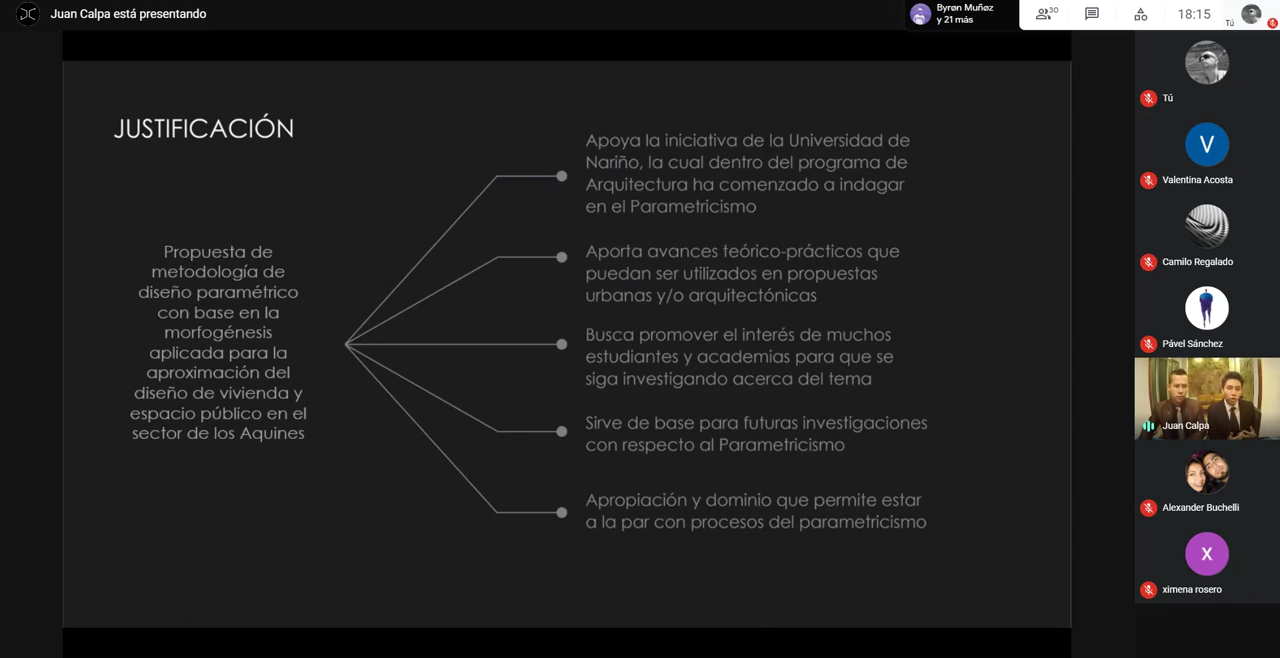 Juan Calpa está presentando
Byrøn Muñoz
y 21 más
30
18:15
Tú
JUSTIFICACIÓN
Propuesta de
metodología de
diseño paramétrico
con base en la
morfogénesis
aplicada para la
aproximación del
diseño de vivienda y
espacio público en el
sector de los Aquines
Apoya la iniciativa de la Universidad de
Nariño, la cual dentro del programa de
Arquitectura ha comenzado a indagar
en el Parametricismo
Aporta avances teórico-prácticos que
puedan ser utilizados en propuestas
urbanas y/o arquitectónicas
Busca promover el interés de muchos
estudiantes y academias para que se
siga investigando acerca del tema
Sirve de base para futuras investigaciones
con respecto al Parametricismo
Apropiación y dominio que permite estar
a la par con procesos del parametricismo
Tú
V
Valentina Acosta
Camilo Regalado
Pável Sánchez
Juan Calpa
Alexander Buchelli
X
ximena rosero